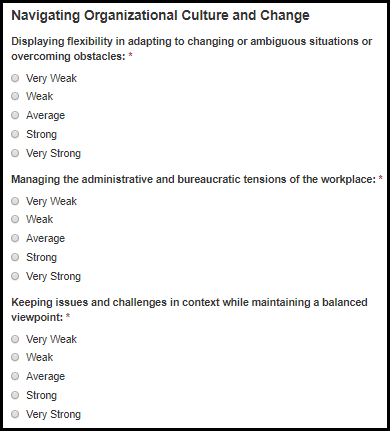 Navigating Organizational Culture and Change
Displaying flexibility in adapting to changing or ambiguous situations or
overcoming obstacles: *
Very Weak
Weak
Average
Strong
Very Strong
Managing the administrative and bureaucratic tensions of the workplace: *
Very Weak
Weak
Average
Strong
Very Strong
Keeping issues and challenges in context while maintaining a balanced
viewpoint: *
Very Weak
Weak
Average
Strong
Very Strong